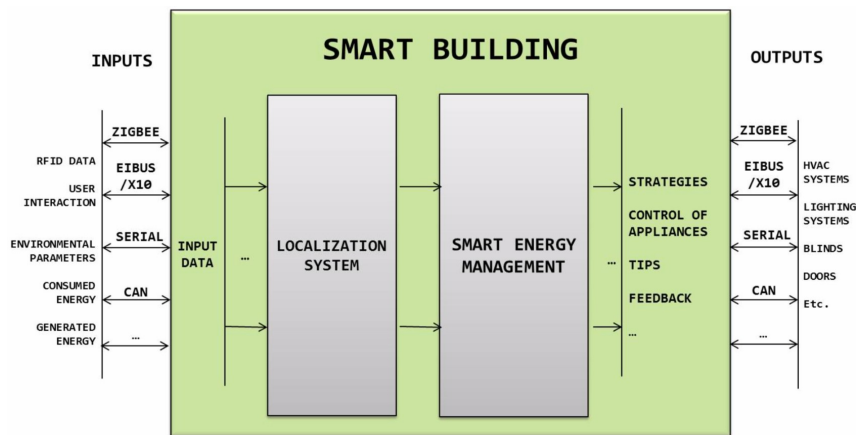 SMART BUILDING
INPUTS
ZIGBEE
RFID DATA
EIBUS
/X10
USER
INTERACTION
SERIAL
ENVIRONMENTAL
PARAMETERS
CONSUMED
ENERGY
CAN
GENERATED
ENERGY
…
INPUT
DATA
…
LOCALIZATION
SYSTEM
SMART ENERGY
MANAGEMENT
…
STRATEGIES
CONTROL OF
APPLIANCES
TIPS
FEEDBACK
…
OUTPUTS
ZIGBEE
EIBUS
/X10
SERIAL
CAN
…
HVAC
SYSTEMS
LIGHTING
SYSTEMS
BLINDS
DOORS
Etc.